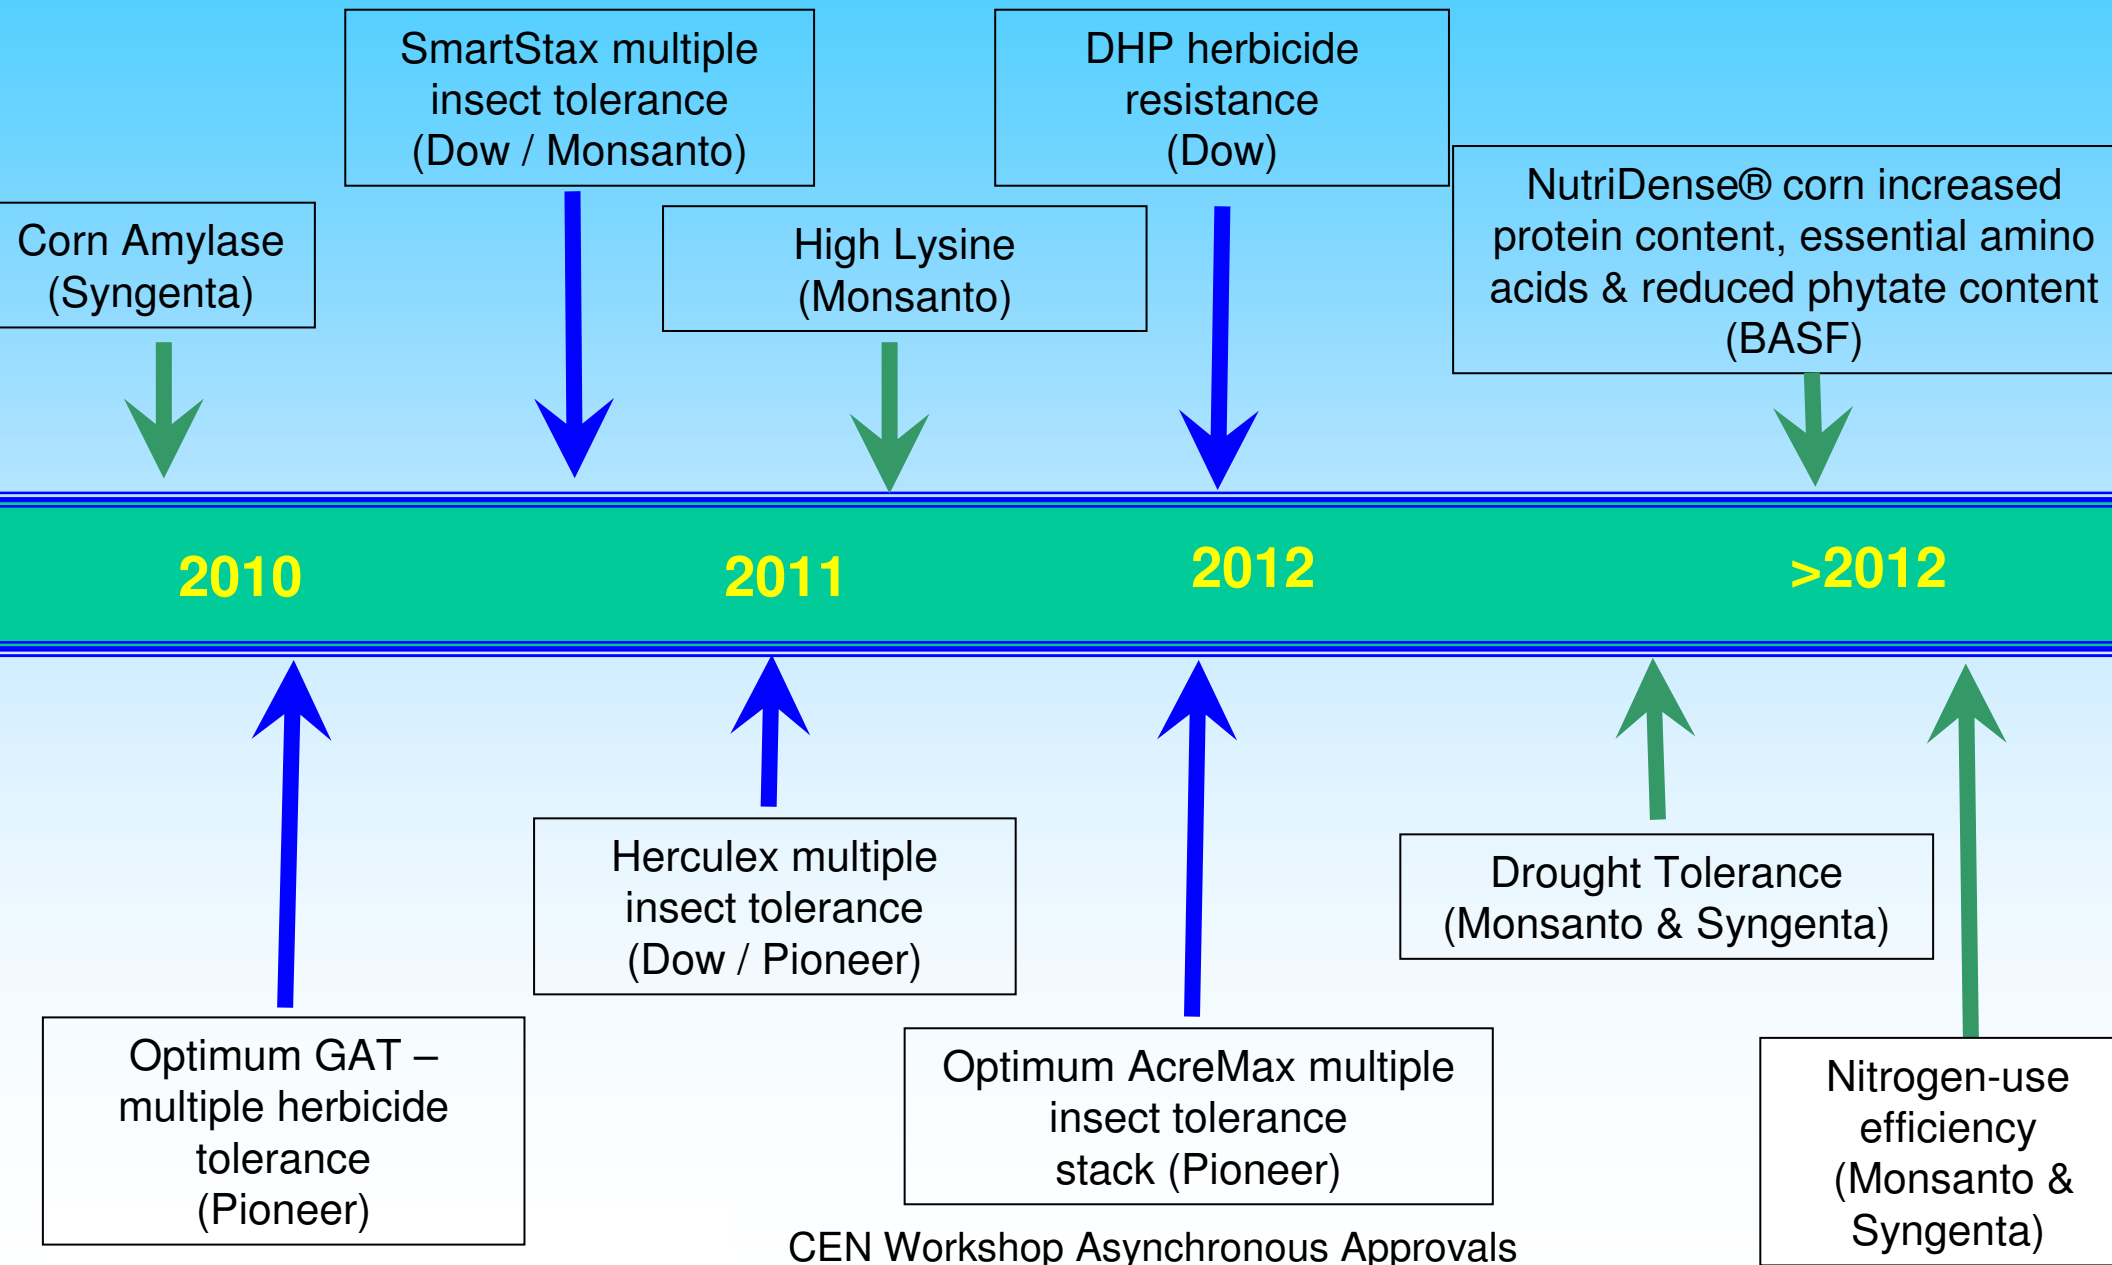 SmartStax multiple
insect tolerance
(Dow / Monsanto)
DHP herbicide
resistance
(Dow)
NutriDense® corn increased
protein content, essential amino
acids & reduced phytate content
(BASF)
Corn Amylase
(Syngenta)
High Lysine
(Monsanto)
2010
2011
2012
>2012
Herculex multiple
insect tolerance
(Dow / Pioneer)
Drought Tolerance
(Monsanto & Syngenta)
Optimum GAT –
multiple herbicide
tolerance
(Pioneer)
Optimum AcreMax multiple
insect tolerance
stack (Pioneer)
Nitrogen-use
efficiency
(Monsanto &
Syngenta)
CEN Workshop Asynchronous Approvals